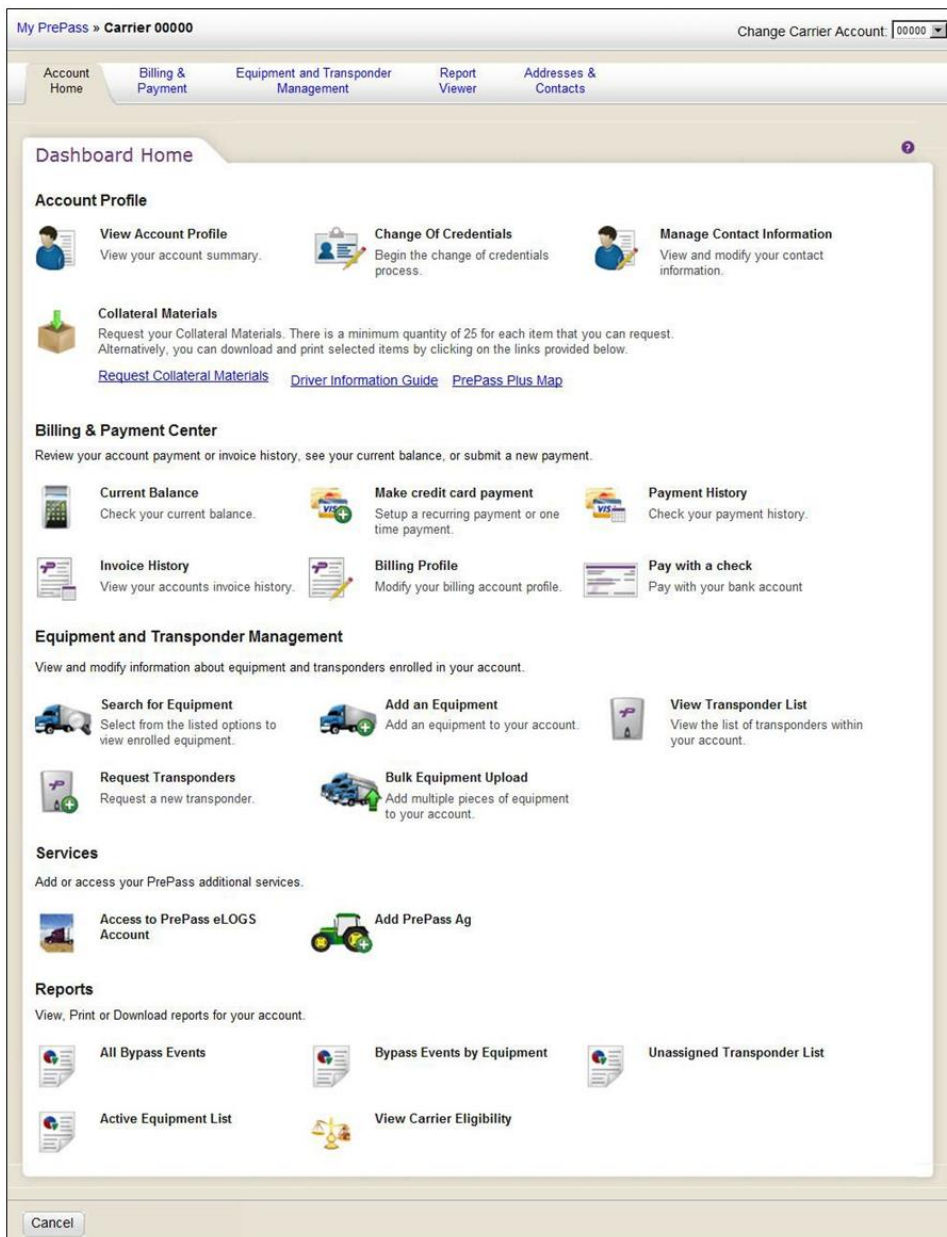 My PrePass » Carrier 00000
Change Carrier Account: 00000
Account Home
Billing & Payment
Equipment and Transponder Management
Report Viewer
Addresses & Contacts
Dashboard Home
?
Account Profile
View Account Profile
View your account summary.
Change Of Credentials
Begin the change of credentials
process.
Manage Contact Information
View and modify your contact
information.
Collateral Materials
Request your Collateral Materials. There is a minimum quantity of 25 for each item that you can request.
Alternatively, you can download and print selected items by clicking on the links provided below.
Request Collateral Materials Driver Information Guide PrePass Plus Map
Billing & Payment Center
Review your account payment or invoice history, see your current balance, or submit a new payment.
Current Balance
Check your current balance.
Make credit card payment
Setup a recurring payment or one
time payment.
Payment History
Check your payment history.
Invoice History
View your accounts invoice history.
Billing Profile
Modify your billing account profile.
Pay with a check
Pay with your bank account
Equipment and Transponder Management
View and modify information about equipment and transponders enrolled in your account.
Search for Equipment
Select from the listed options to
view enrolled equipment.
Add an Equipment
Add an equipment to your account.
View Transponder List
View the list of transponders within
your account.
Request Transponders
Request a new transponder.
Bulk Equipment Upload
Add multiple pieces of equipment
to your account.
Services
Add or access your PrePass additional services.
Access to PrePass eLOGS
Account
Add PrePass Ag
Reports
View, Print or Download reports for your account.
All Bypass Events
Bypass Events by Equipment
Unassigned Transponder List
Active Equipment List
View Carrier Eligibility
Cancel